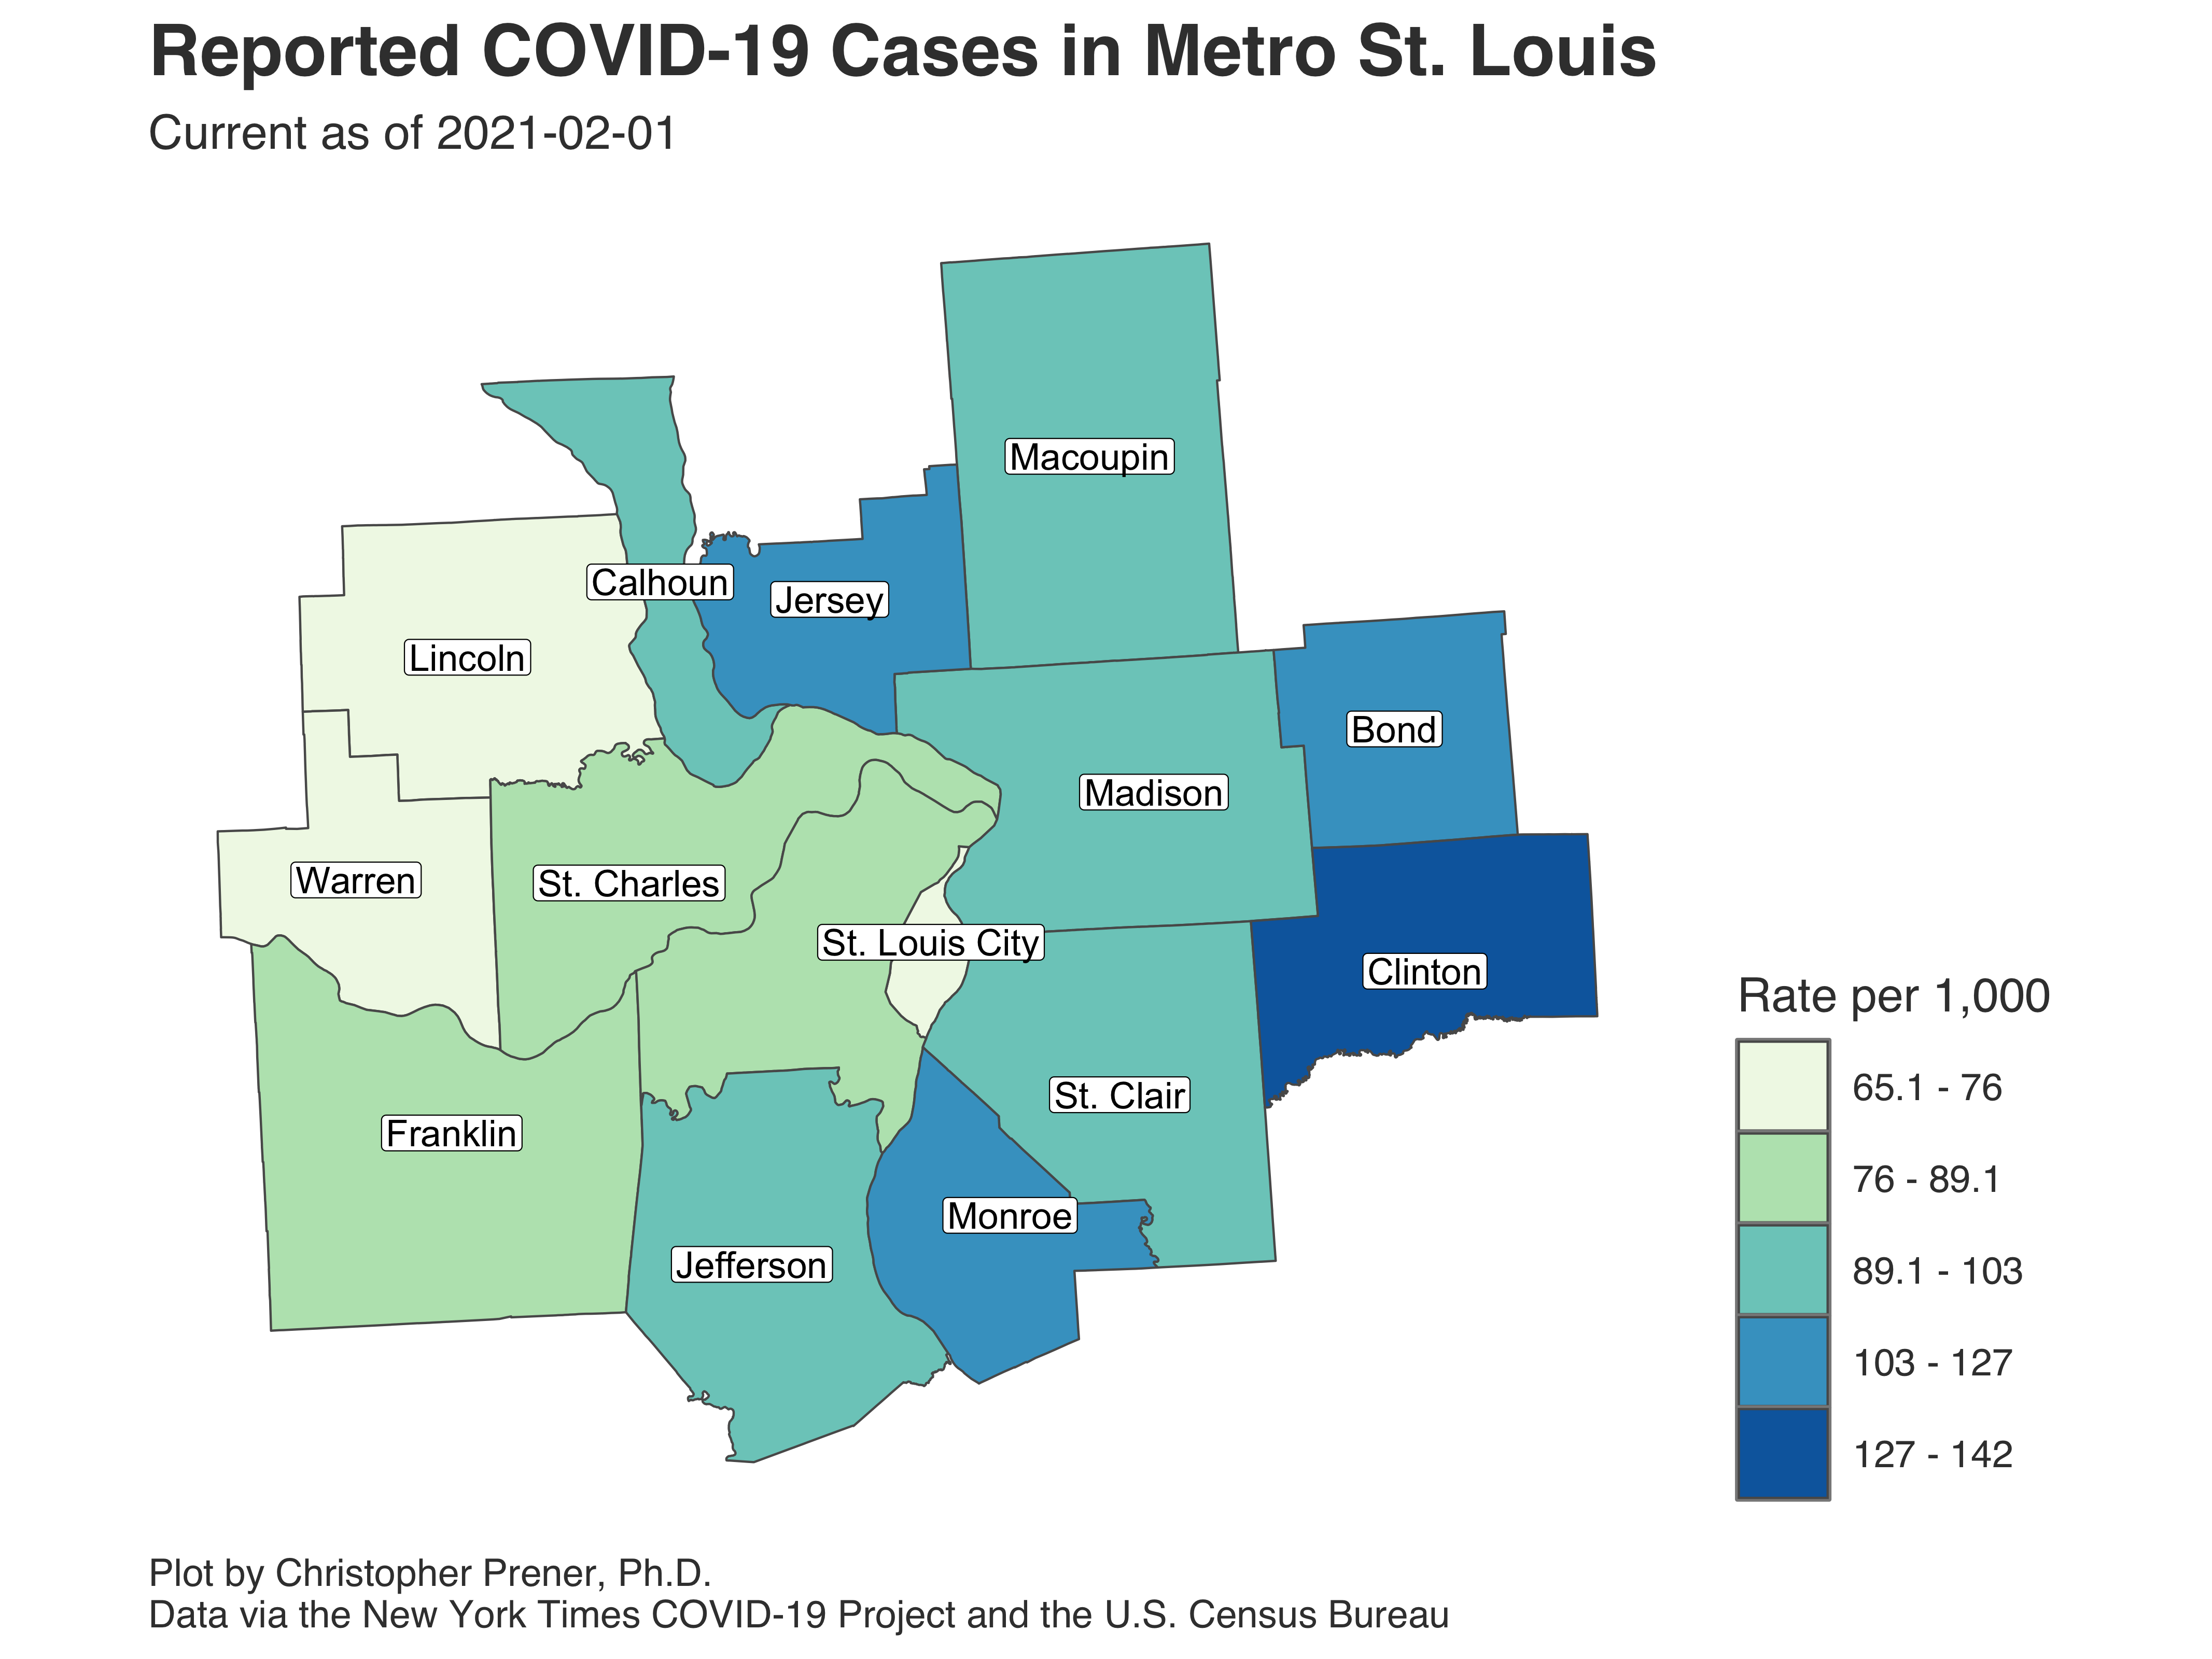 Reported COVID-19 Cases in Metro St. Louis
Current as of 2021-02-01
Macoupin
Calhoun
Jersey
Lincoln
Bond
Madison
Warren
St. Charles
St. Louis City
Clinton
St. Clair
Franklin
Monroe
Jefferson
Rate per 1,000
65.1 - 76
76 - 89.1
89.1 - 103
103 - 127
127 - 142
Plot by Christopher Prener, Ph.D.
Data via the New York Times COVID-19 Project and the U.S. Census Bureau